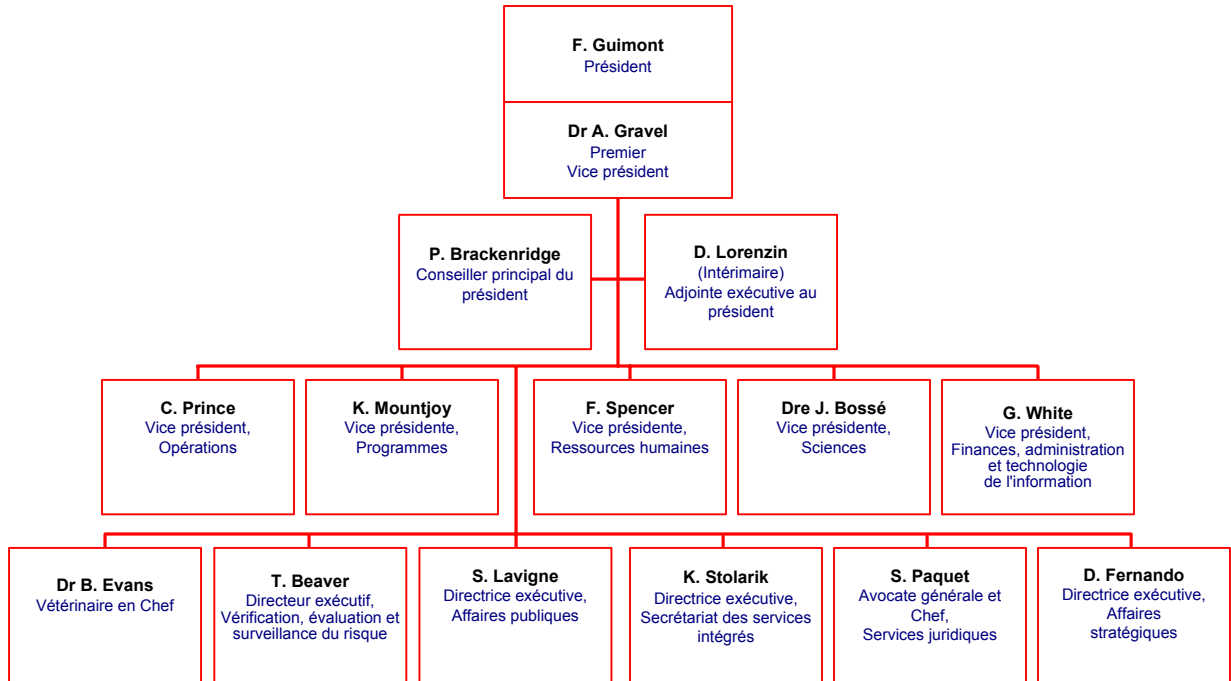 F. Guimont
Président
Dr A. Gravel
Premier
Vice président
P. Brackenridge
Conseiller principal du
président
D. Lorenzin
(Intérimaire)
Adjointe exécutive au
président
C. Prince
Vice président,
Opérations
K. Mountjoy
Vice présidente,
Programmes
F. Spencer
Vice présidente,
Ressources humaines
Dre J. Bossé
Vice présidente,
Sciences
G. White
Vice président,
Finances, administration
et technologie
de l'information
Dr B. Evans
Vétérinaire en Chef
T. Beaver
Directeur exécutif,
Vérification, évaluation et
surveillance du risque
S. Lavigne
Directrice exécutive,
Affaires publiques
K. Stolarik
Directrice exécutive,
Secrétariat des services
intégrés
S. Paquet
Avocate générale et
Chef,
Services juridiques
D. Fernando
Directrice exécutive,
Affaires
stratégiques